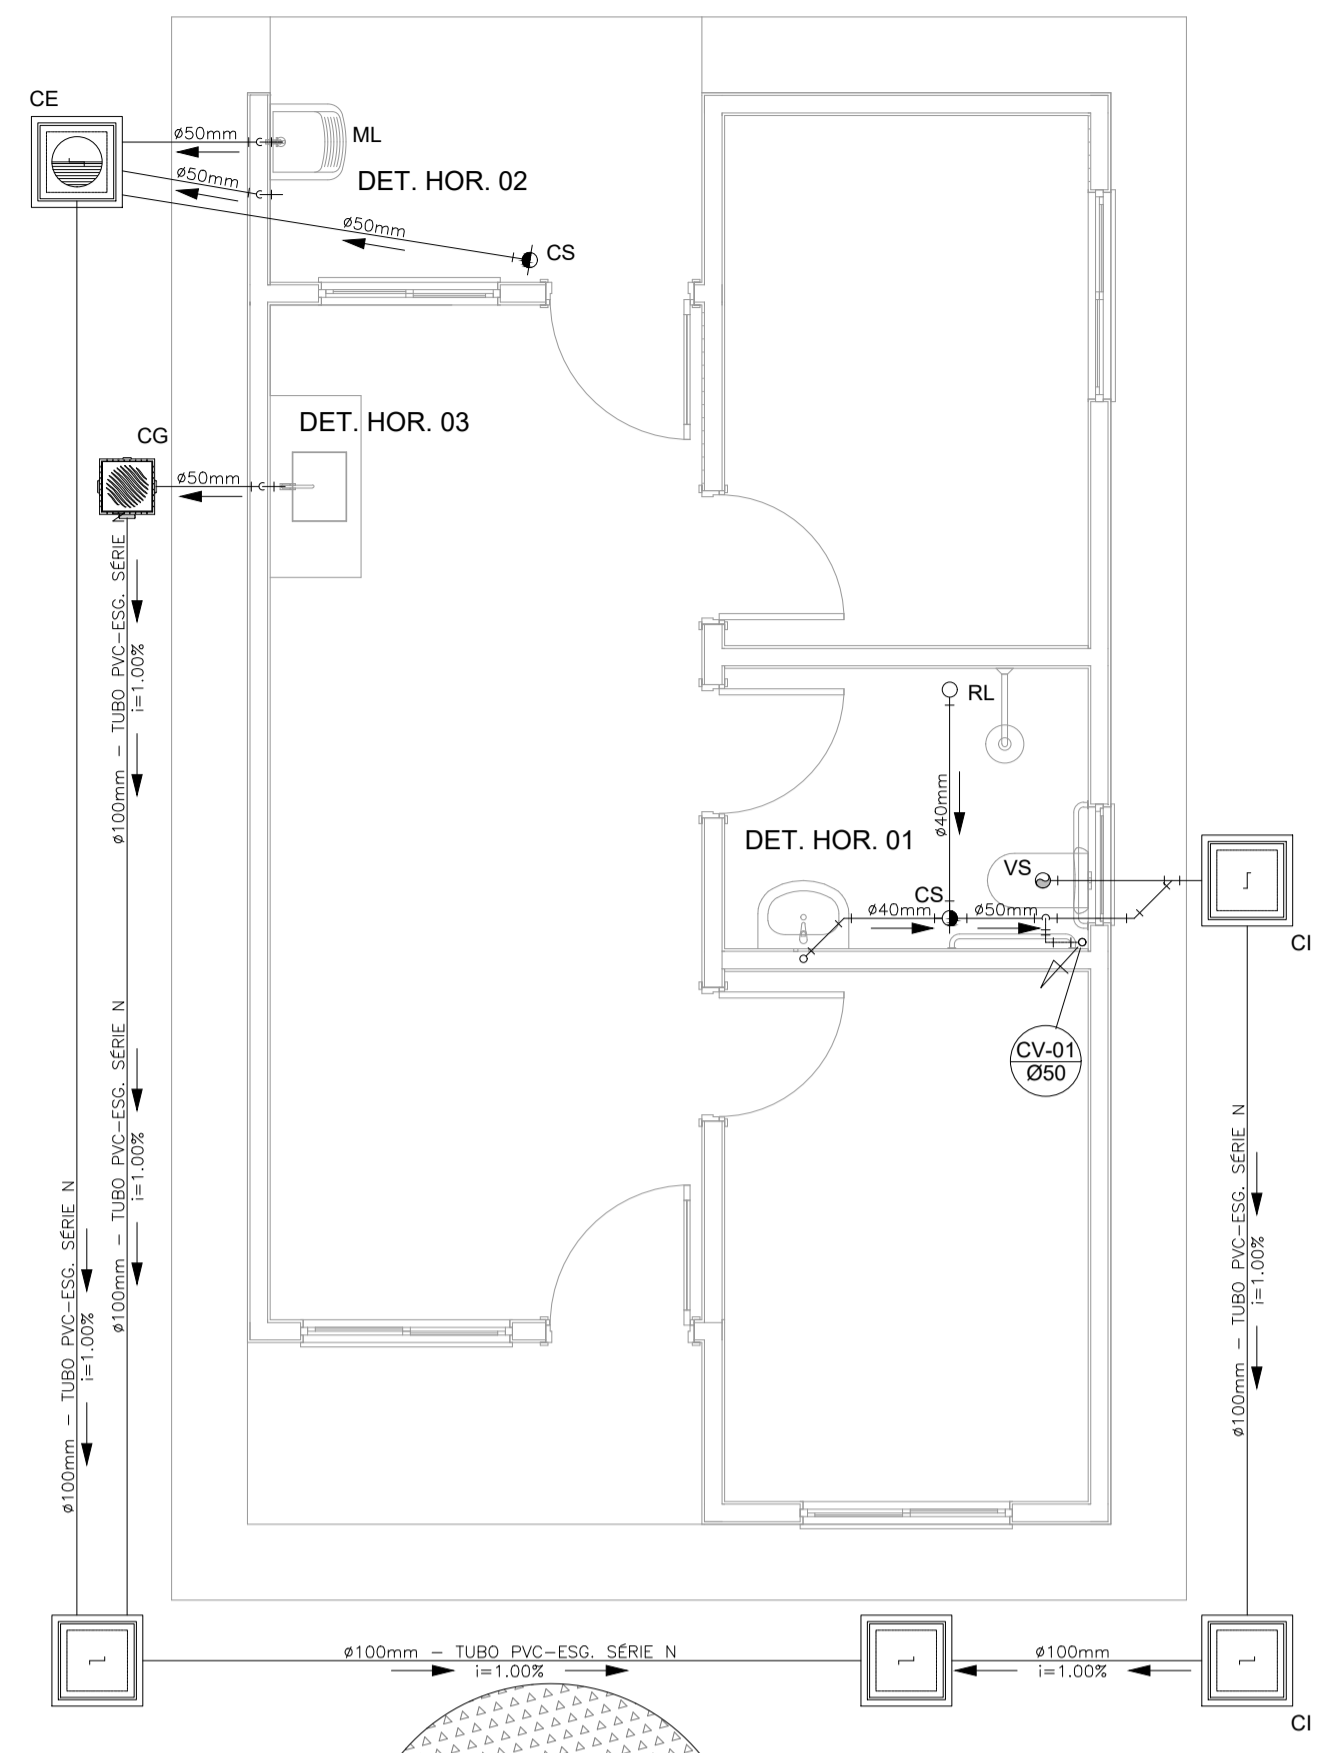 CE
ø50mm
ML
ø50mm
DET. HOR. 02
ø50mm
CS
DET. HOR. 03
CG
ø50mm
ø100mm – TUBO PVC–ESG. SÉRIE N
i=1.00%
RL
ø40mm
DET. HOR. 01
VS
CS
ø40mm
ø50mm
CI
CV-01
Ø50
ø100mm – TUBO PVC–ESG. SÉRIE N
i=1.00%
ø100mm – TUBO PVC–ESG. SÉRIE N
i=1.00%
ø100mm – TUBO PVC–ESG. SÉRIE N
i=1.00%
ø100mm – TUBO PVC–ESG. SÉRIE N
i=1.00%
ø100mm
i=1.00%
CI